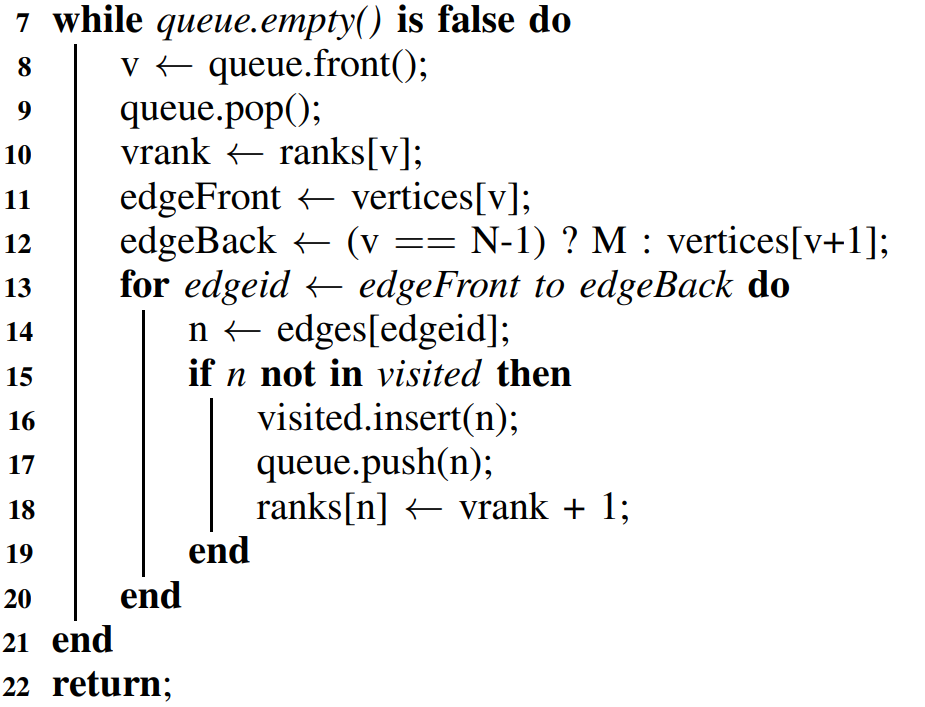 7 while queue.empty() is false do
8 v ← queue.front();
9 queue.pop();
10 vrank ← ranks[v];
11 edgeFront ← vertices[v];
12 edgeBack ← (v == N-1) ? M : vertices[v+1];
13 for edgeid ← edgeFront to edgeBack do
14 n ← edges[edgeid];
15 if n not in visited then
16 visited.insert(n);
17 queue.push(n);
18 ranks[n] ← vrank + 1;
19 end
20 end
21 end
22 return;